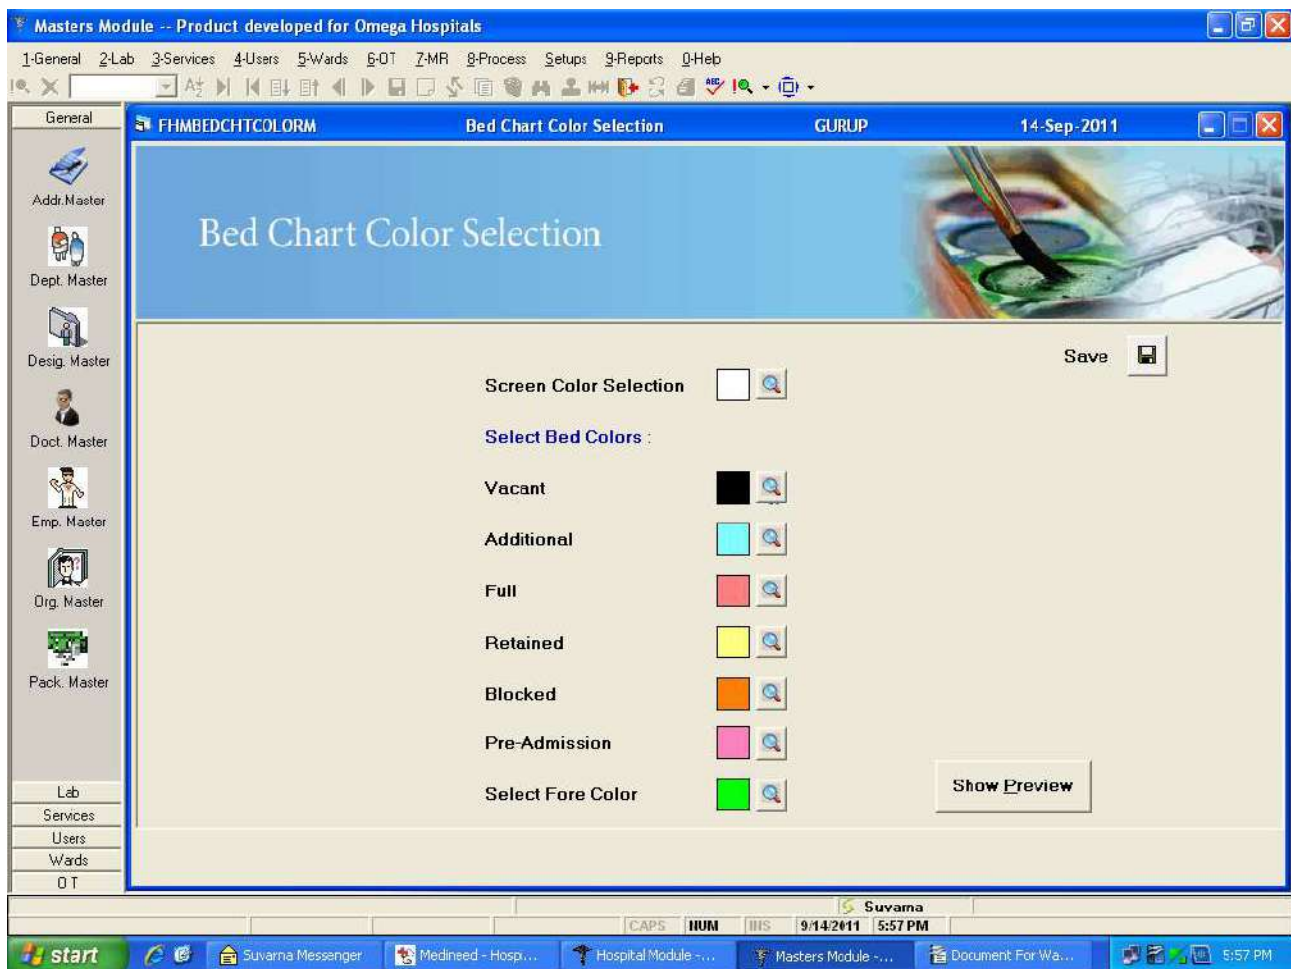 Masters Module -- Product developed for Omega Hospitals
1-General 2-Lab 3-Services 4-Users 5-Wards 6-OT 7-MR 8-Process Setups 9-Reports 0-Help
General
FHMBEDCHTCOLORM Bed Chart Color Selection GURUP 14-Sep-2011
Addr.Master
Dept. Master
Desig. Master
Doct. Master
Emp. Master
Org. Master
Pack. Master
Lab
Services
Users
Wards
O T
Bed Chart Color Selection
Save
Screen Color Selection
Select Bed Colors :
Vacant
Additional
Full
Retained
Blocked
Pre-Admission
Select Fore Color
Show Preview
Suvarna
CAPS NUM INS 9/14/2011 5:57 PM
start Suvarna Messenger Medineed - Hosp... Hospital Module -... Masters Module -... Document For Wa... 5:57 PM